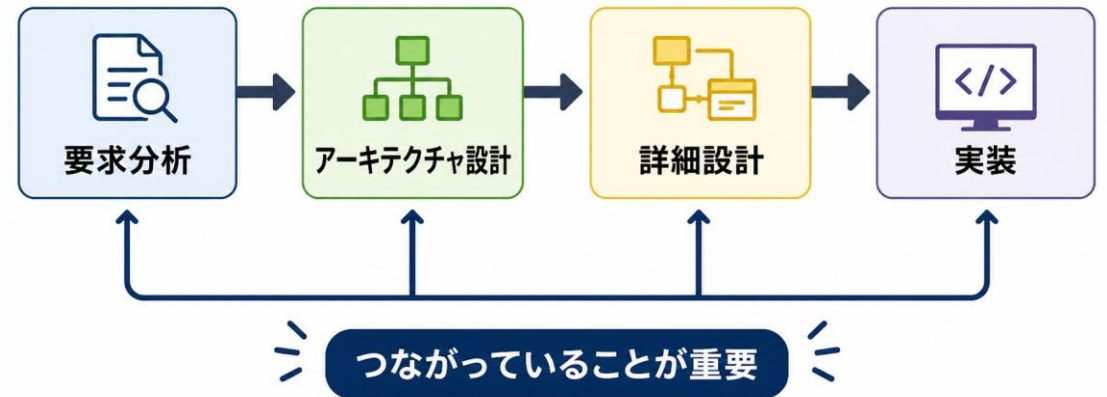 要求分析
アーキテクチャ設計
詳細設計
</>
実装
つながっていることが重要